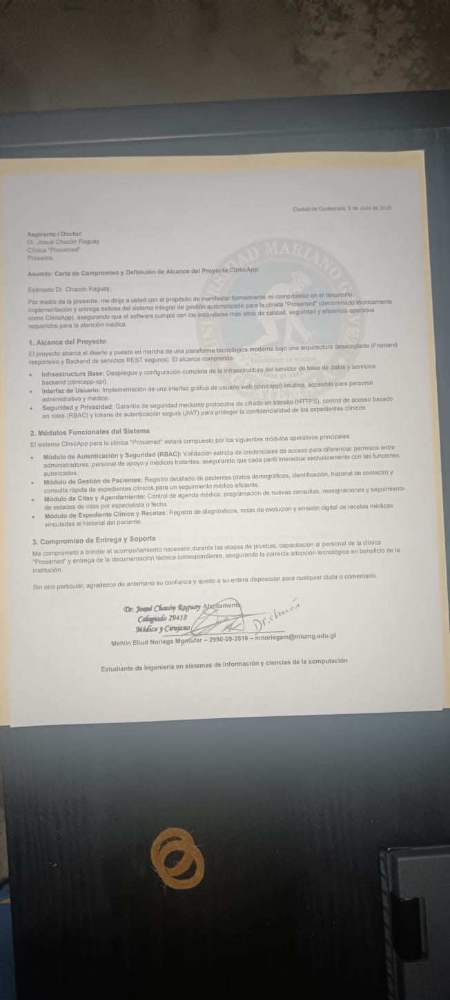 Ciudad de Guatemala, 5 de Julio de 2026
Aspirante / Doctor:
Dr. Josué Chacón Raguay
Clínica "Prosamed"
Presente.
Asunto: Carta de Compromiso y Definición de Alcance del Proyecto ClinicApp
Estimado Dr. Chacón Raguay,
Por medio de la presente, me dirijo a usted con el propósito de manifestar formalmente mi compromiso en el desarrollo,
implementación y entrega exitosa del sistema integral de gestión automatizada para la clínica "Prosamed" (denominado técnicamente
como ClinicApp), asegurando que el software cumpla con los estándares más altos de calidad, seguridad y eficiencia operativa
requeridos para la atención médica.
1. Alcance del Proyecto
El proyecto abarca el diseño y puesta en marcha de una plataforma tecnológica moderna bajo una arquitectura desacoplada (Frontend
responsivo y Backend de servicios REST seguros). El alcance comprende:
• Infraestructura Base: Despliegue y configuración completa de la infraestructura del servidor de base de datos y servicios
backend (clinicapp-api).
• Interfaz de Usuario: Implementación de una interfaz gráfica de usuario web (clinicapp) intuitiva, accesible para personal
administrativo y médico.
• Seguridad y Privacidad: Garantía de seguridad mediante protocolos de cifrado en tránsito (HTTPS), control de acceso basado
en roles (RBAC) y tokens de autenticación segura (JWT) para proteger la confidencialidad de los expedientes clínicos.
2. Módulos Funcionales del Sistema
El sistema ClinicApp para la clínica "Prosamed" estará compuesto por los siguientes módulos operativos principales:
• Módulo de Autenticación y Seguridad (RBAC): Validación estricta de credenciales de acceso para diferenciar permisos entre
administradores, personal de apoyo y médicos tratantes, asegurando que cada perfil interactúe exclusivamente con las funciones
autorizadas.
• Módulo de Gestión de Pacientes: Registro detallado de pacientes (datos demográficos, identificación, historial de contacto) y
consulta rápida de expedientes clínicos para un seguimiento médico eficiente.
• Módulo de Citas y Agendamiento: Control de agenda médica, programación de nuevas consultas, reasignaciones y seguimiento
de estados de citas por especialista o fecha.
• Módulo de Expediente Clínico y Recetas: Registro de diagnósticos, notas de evolución y emisión digital de recetas médicas
vinculadas al historial del paciente.
3. Compromiso de Entrega y Soporte
Me comprometo a brindar el acompañamiento necesario durante las etapas de pruebas, capacitación al personal de la clínica
"Prosamed" y entrega de la documentación técnica correspondiente, asegurando la correcta adopción tecnológica en beneficio de la
institución.
Sin otro particular, agradezco de antemano su confianza y quedo a su entera disposición para cualquier duda o comentario.
Dr. Josué Chacón Raguay Atentamente,
Colegiado 29418
Médico y Cirujano
Dr. chacón
Melvin Eliud Noriega Montufar – 2990-09-3516 – mnoriegam@miumg.edu.gt
Estudiante de Ingeniería en sistemas de información y ciencias de la computación